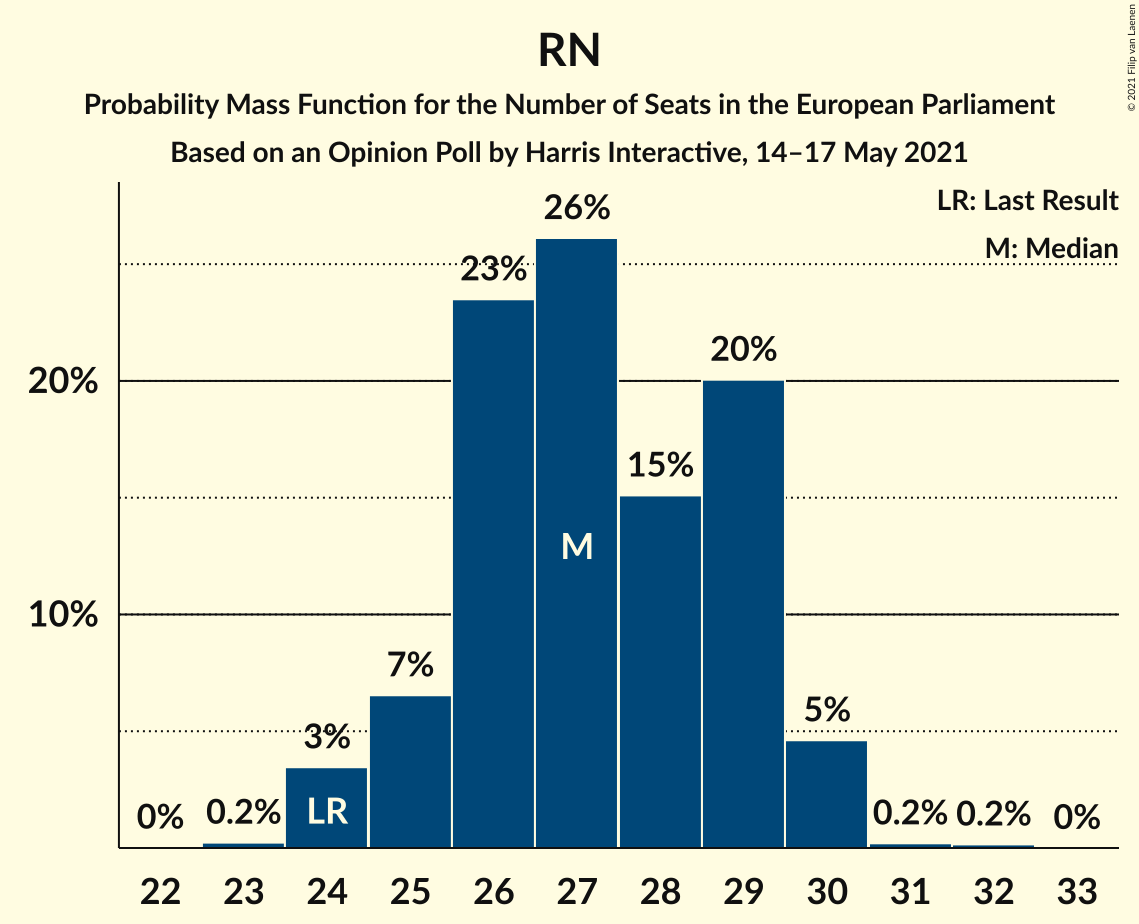 RN
Probability Mass Function for the Number of Seats in the European Parliament
Based on an Opinion Poll by Harris Interactive, 14–17 May 2021
© 2021 Filip van Laenen
LR: Last Result
M: Median
26%
23%
20%
20%
15%
M
10%
7%
5%
3%
0% 0.2% LR 0.2% 0.2% 0%
22 23 24 25 26 27 28 29 30 31 32 33